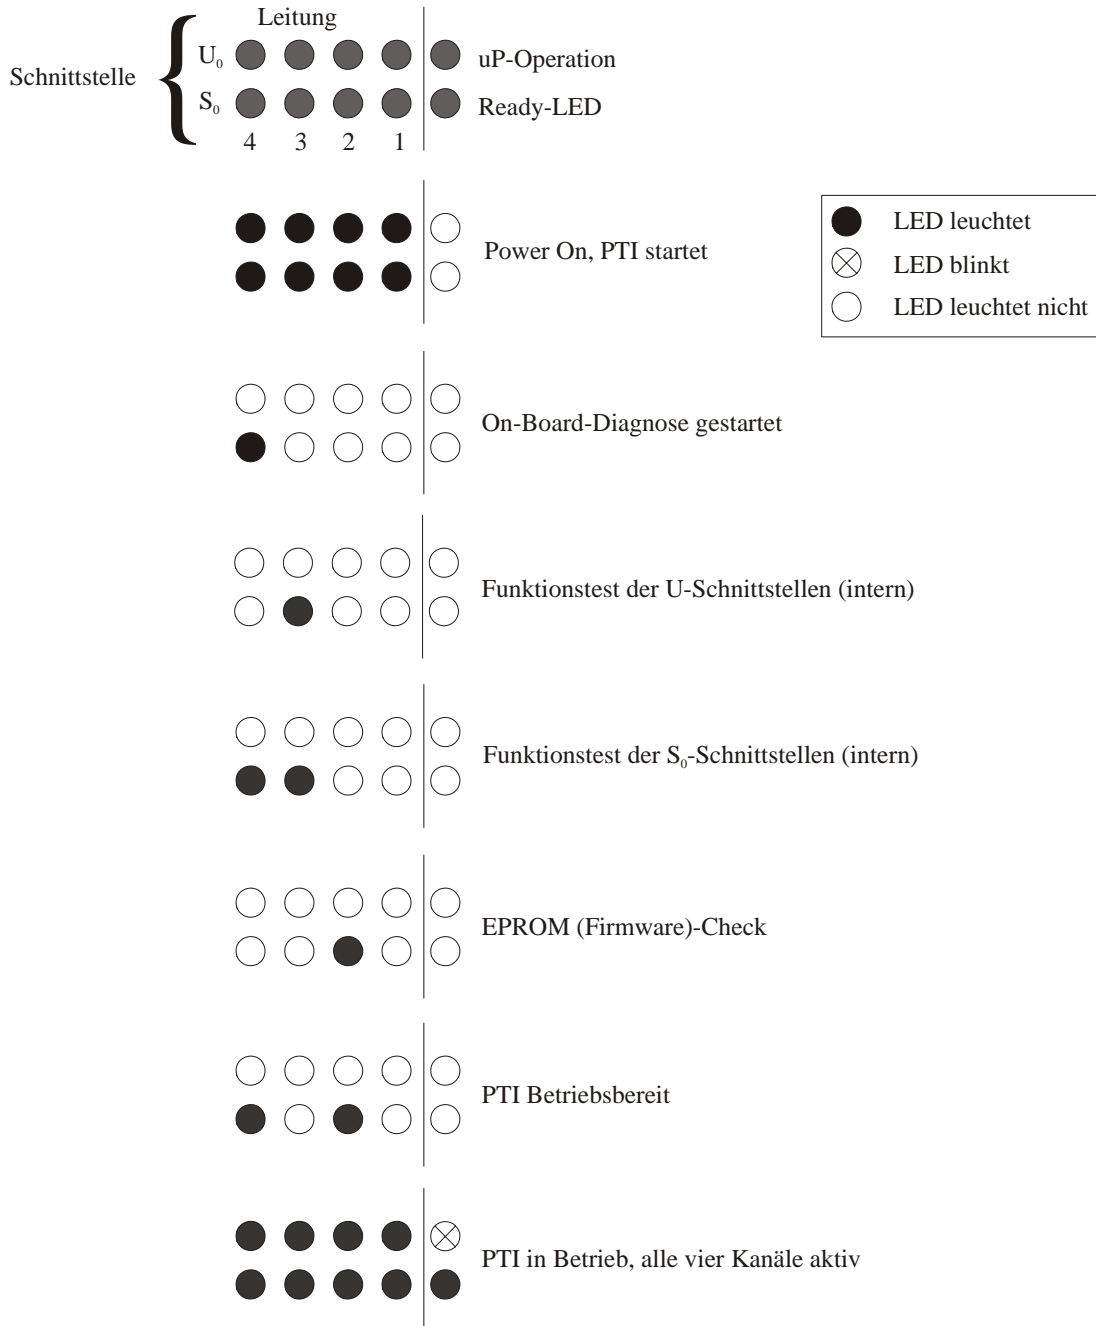 Leitung
Schnittstelle
U₀
uP-Operation
S₀
Ready-LED
4 3 2 1
Power On, PTI startet
LED leuchtet
LED blinkt
LED leuchtet nicht
On-Board-Diagnose gestartet
Funktionstest der U-Schnittstellen (intern)
Funktionstest der S₀-Schnittstellen (intern)
EPROM (Firmware)-Check
PTI Betriebsbereit
PTI in Betrieb, alle vier Kanäle aktiv